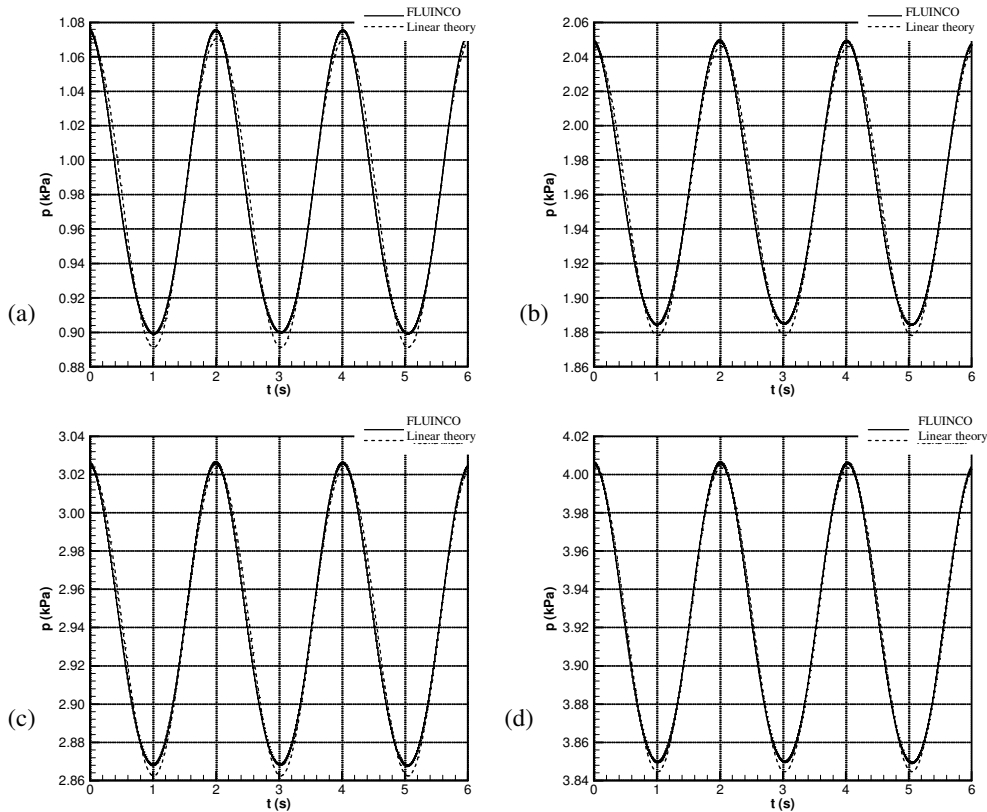 FLUINCO
Linear theory
1.08
1.06
1.04
1.02
1.00
0.98
0.96
0.94
0.92
0.90
0.88
p (kPa)
(a)
0 1 2 3 4 5 6
t (s)
FLUINCO
Linear theory
2.06
2.04
2.02
2.00
1.98
1.96
1.94
1.92
1.90
1.88
1.86
p (kPa)
(b)
0 1 2 3 4 5 6
t (s)
FLUINCO
Linear theory
3.04
3.02
3.00
2.98
2.96
2.94
2.92
2.90
2.88
2.86
p (kPa)
(c)
0 1 2 3 4 5 6
t (s)
FLUINCO
Linear theory
4.02
4.00
3.98
3.96
3.94
3.92
3.90
3.88
3.86
3.84
p (kPa)
(d)
0 1 2 3 4 5 6
t (s)